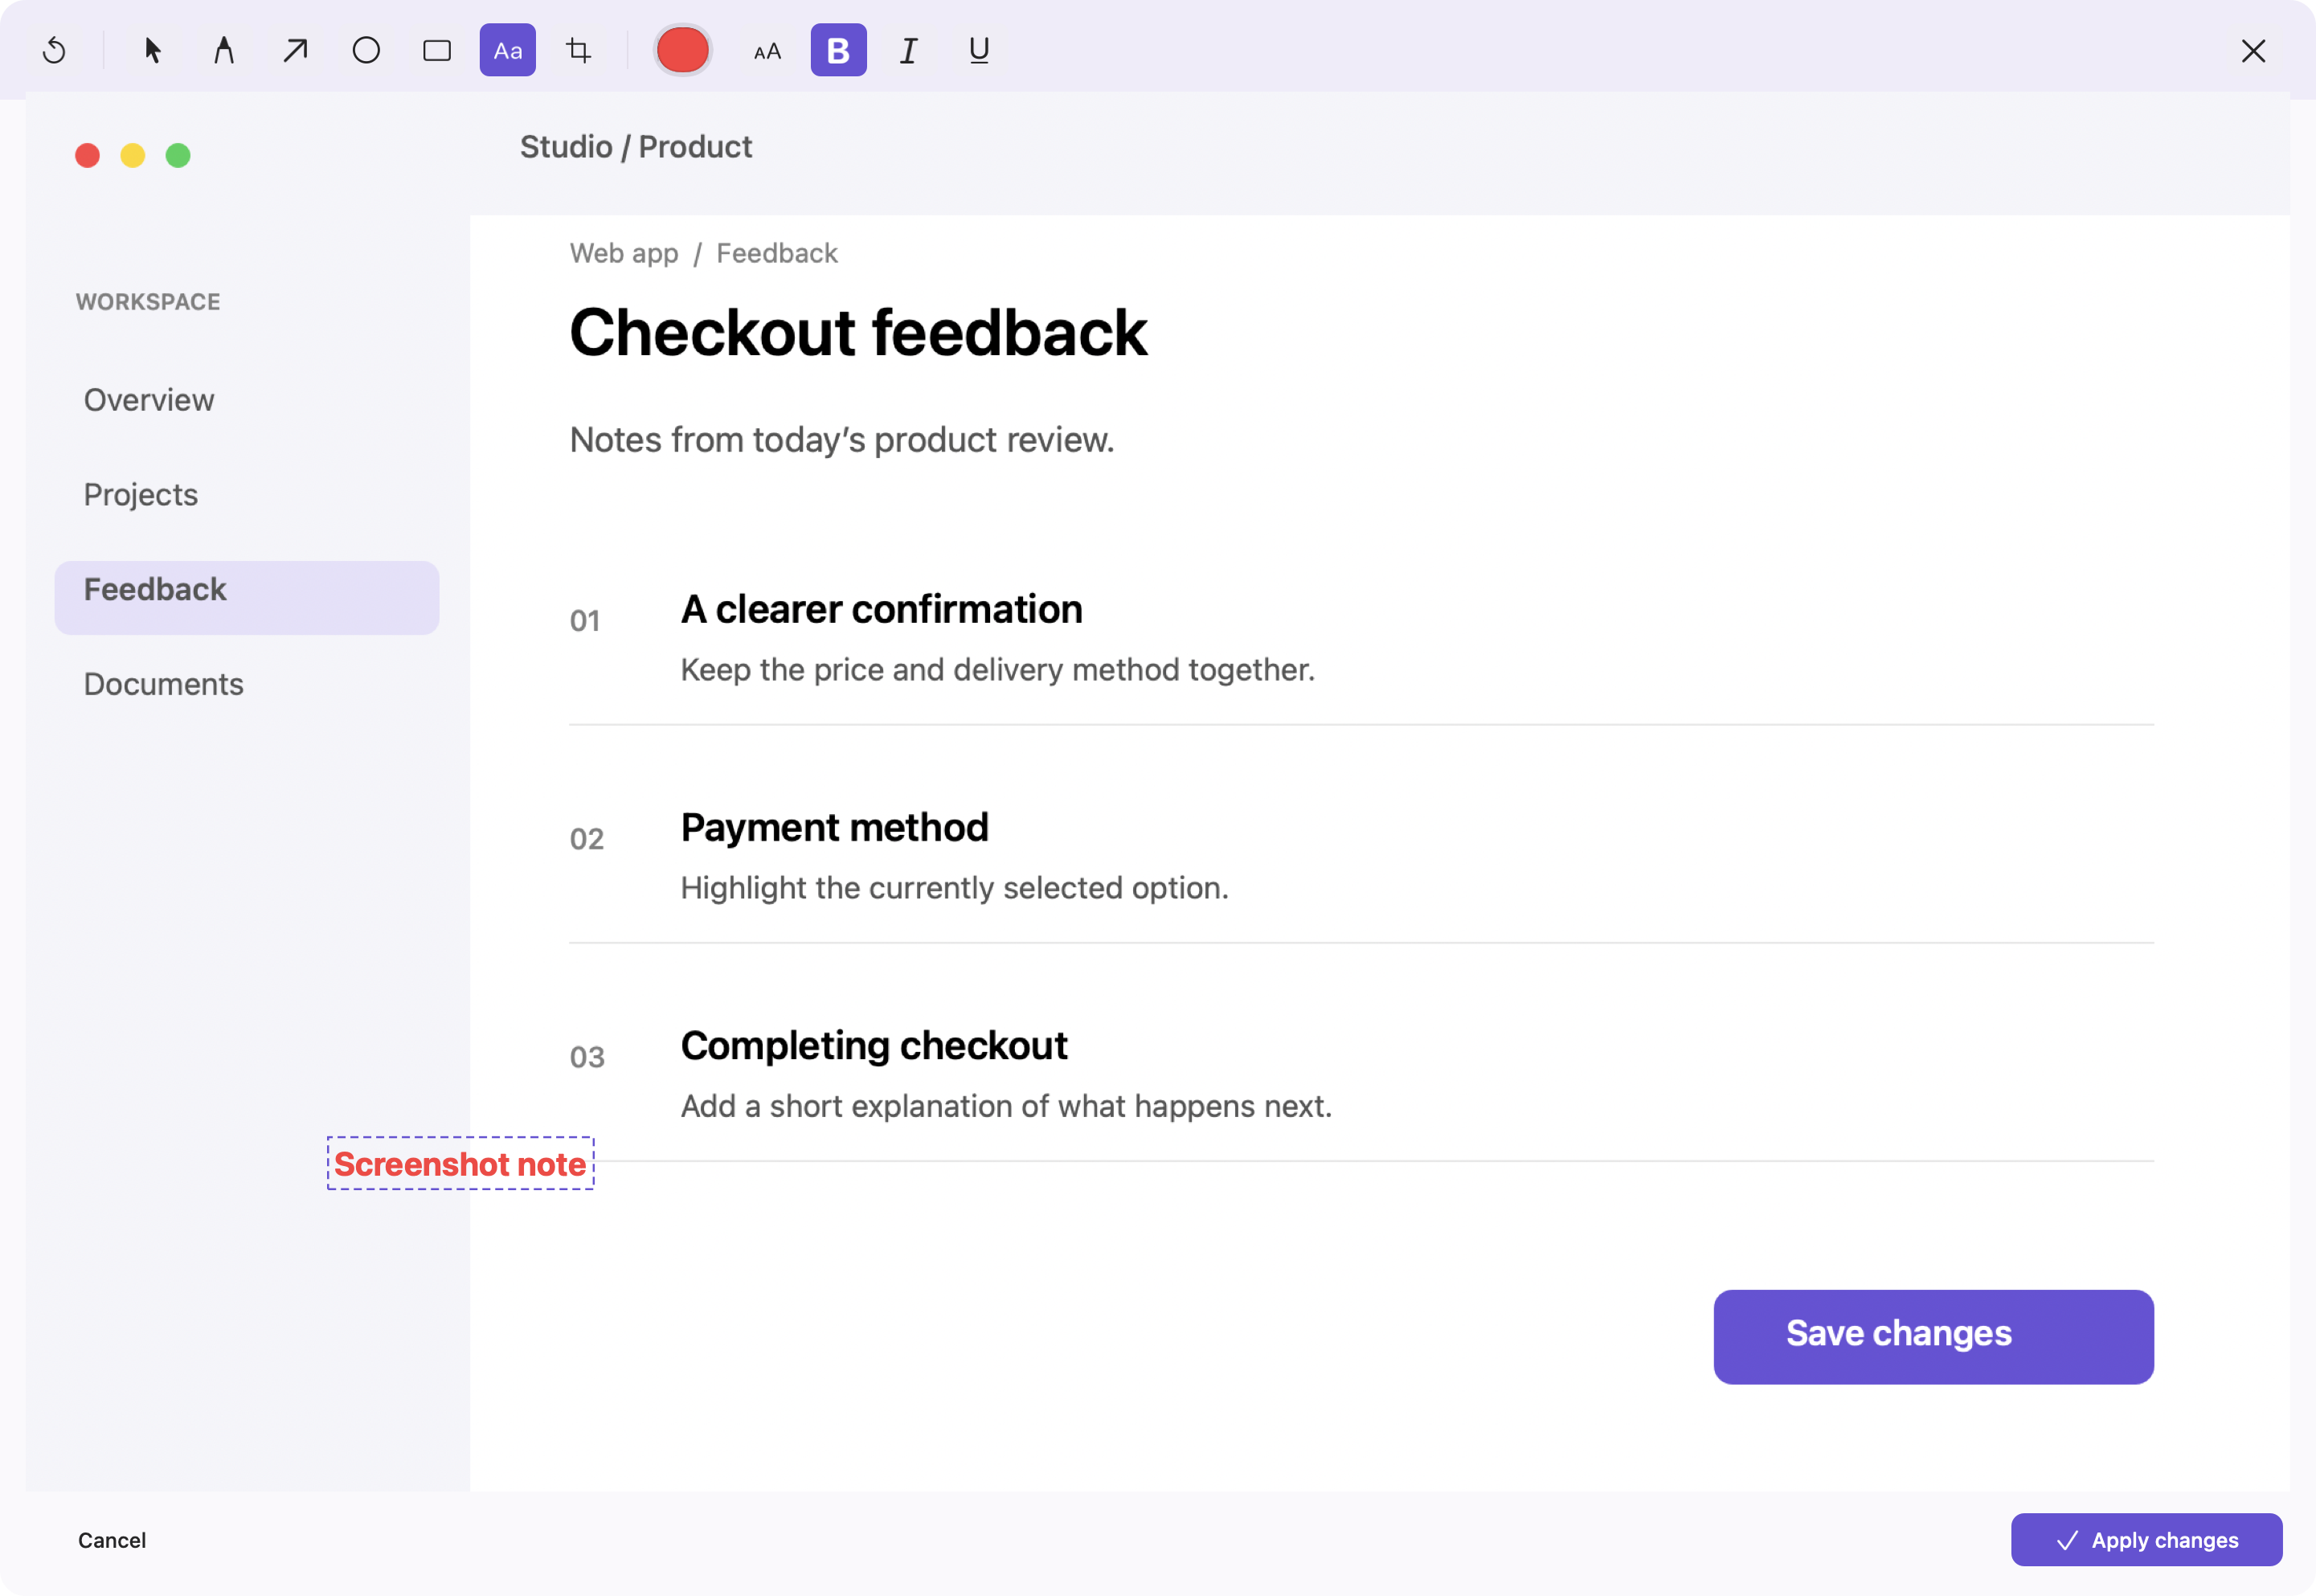 Aa
AA
B
I
U
Studio / Product
WORKSPACE
Overview
Projects
Feedback
Documents
Web app / Feedback
Checkout feedback
Notes from today’s product review.
01
A clearer confirmation
Keep the price and delivery method together.
02
Payment method
Highlight the currently selected option.
03
Completing checkout
Add a short explanation of what happens next.
Screenshot note
Save changes
Cancel
Apply changes